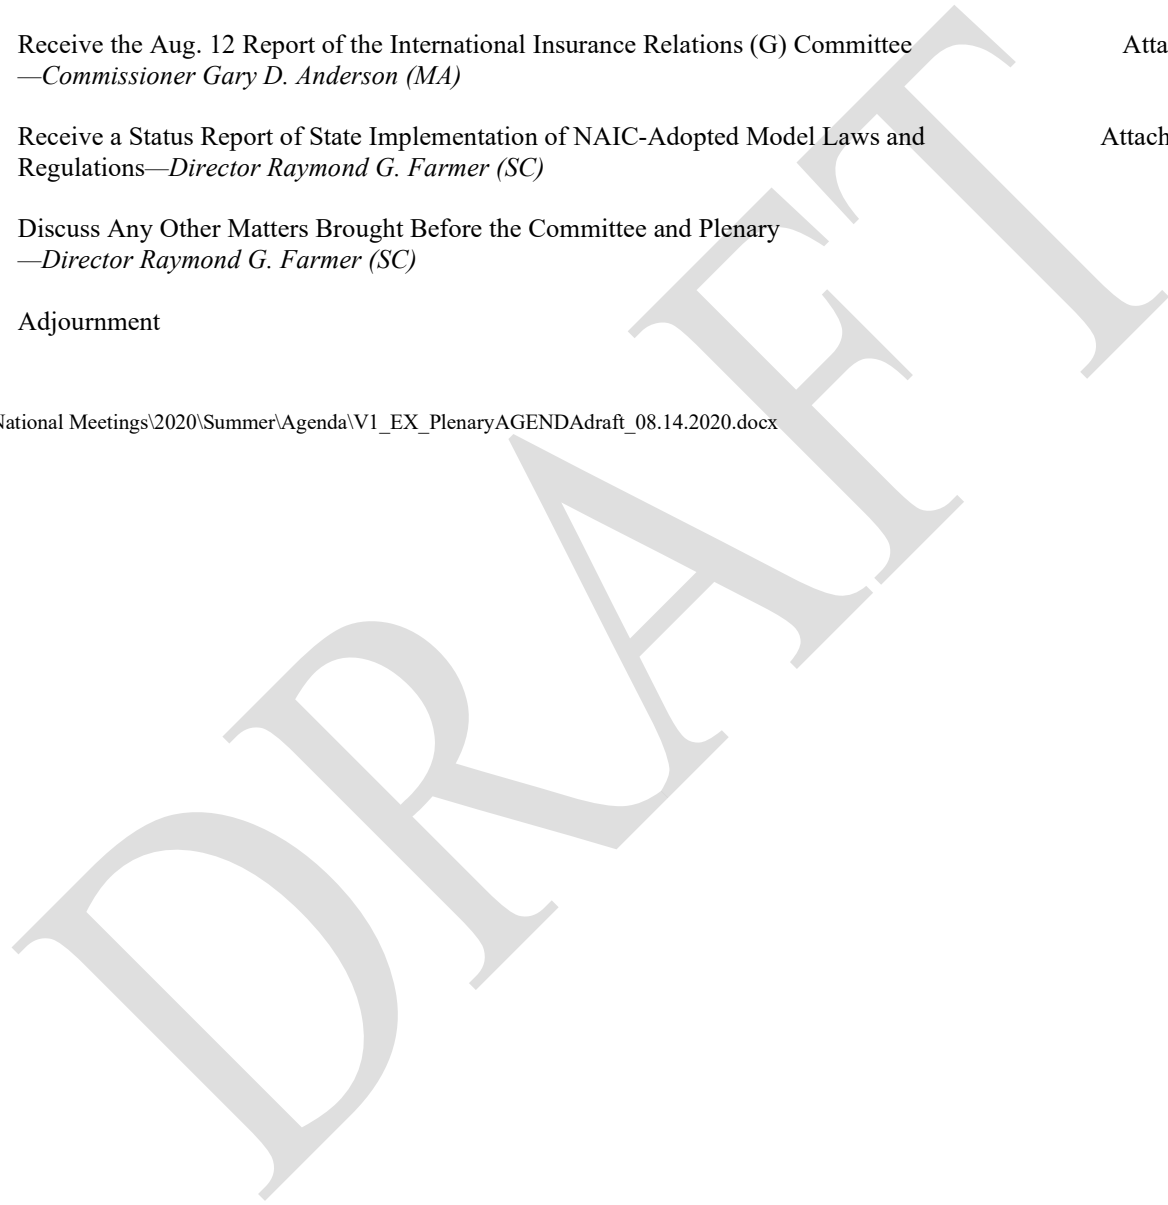 Receive the Aug. 12 Report of the International Insurance Relations (G) Committee
—Commissioner Gary D. Anderson (MA)
Receive a Status Report of State Implementation of NAIC-Adopted Model Laws and
Regulations—Director Raymond G. Farmer (SC)
Discuss Any Other Matters Brought Before the Committee and Plenary
—Director Raymond G. Farmer (SC)
Adjournment
National Meetings\2020\Summer\Agenda\V1_EX_PlenaryAGENDAdraft_08.14.2020.docx
DRAFT